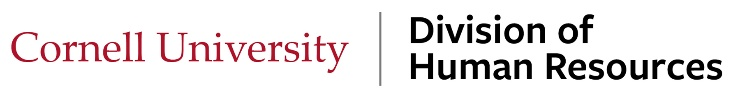 Cornell University
Division of
Human Resources